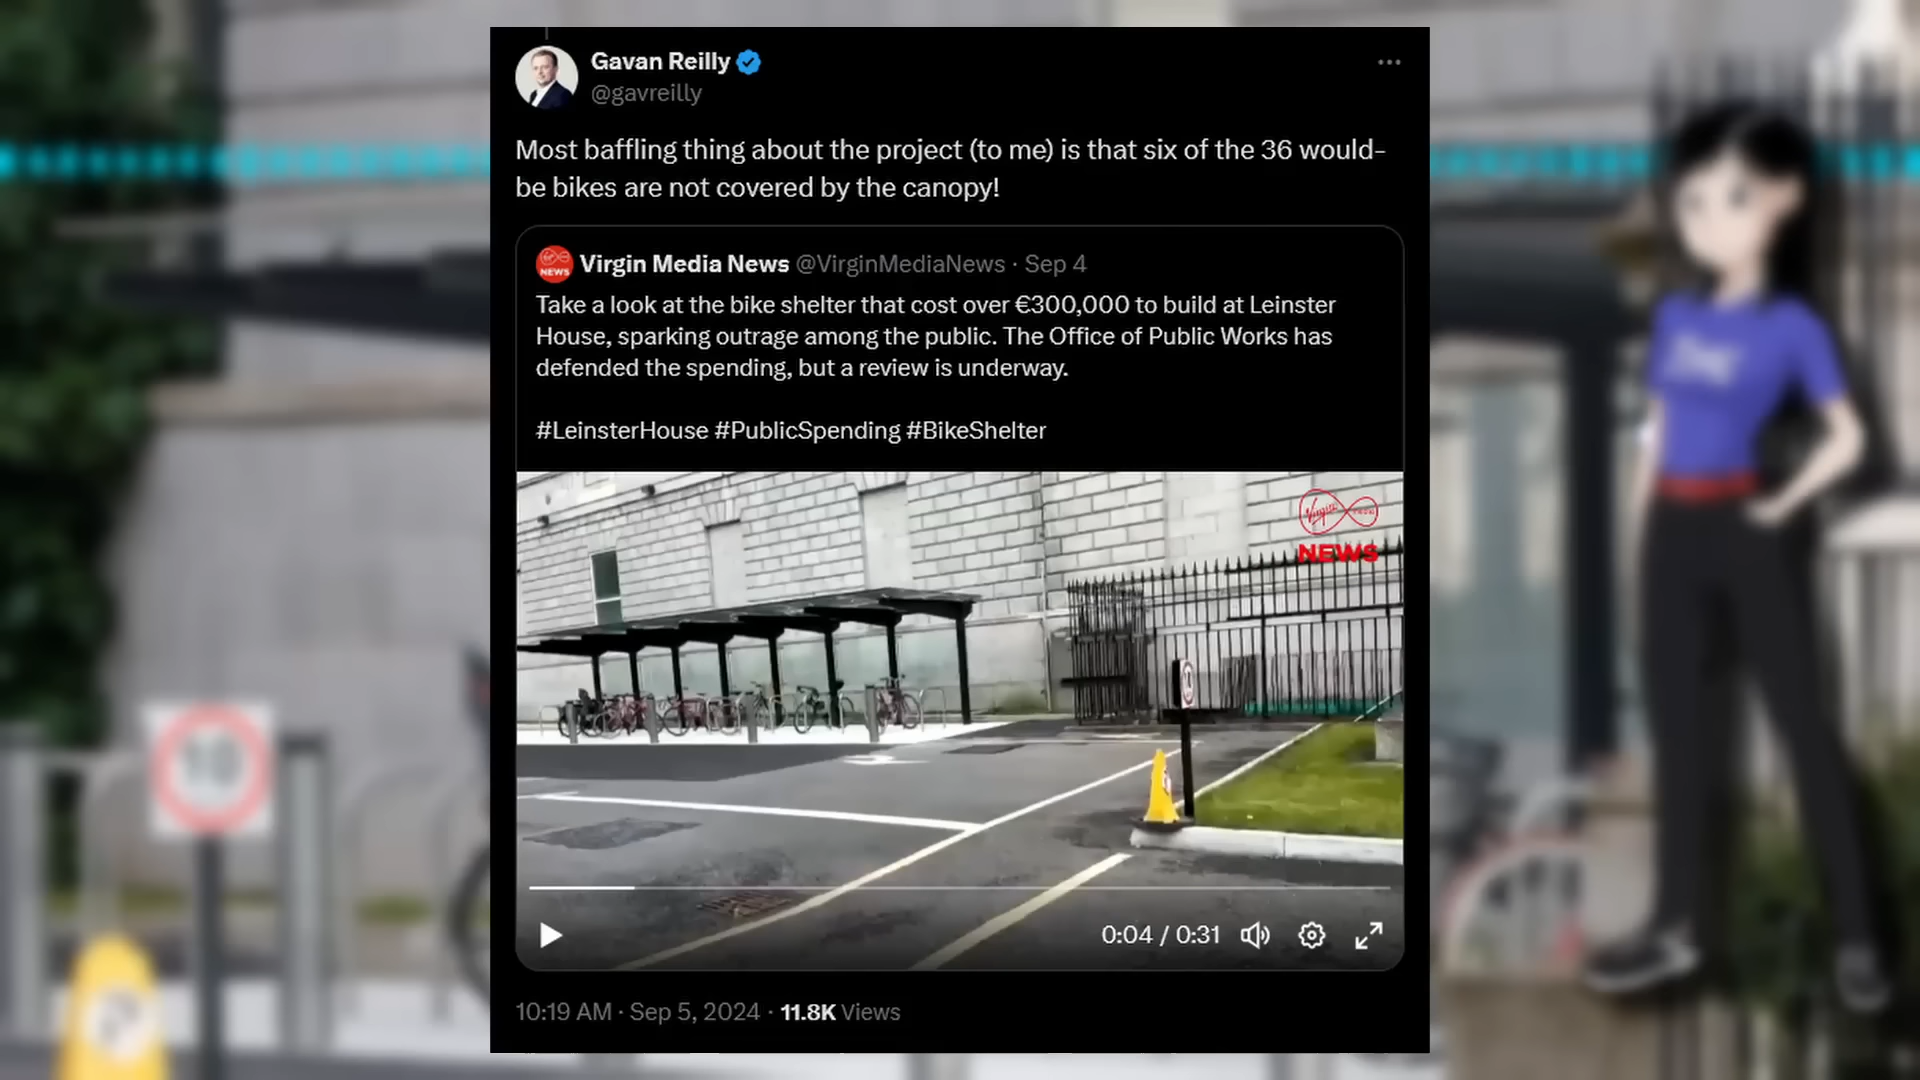 Gavan Reilly
@gavreilly
Most baffling thing about the project (to me) is that six of the 36 would-
be bikes are not covered by the canopy!
Virgin Media News @VirginMediaNews · Sep 4
Take a look at the bike shelter that cost over €300,000 to build at Leinster
House, sparking outrage among the public. The Office of Public Works has
defended the spending, but a review is underway.
#LeinsterHouse #PublicSpending #BikeShelter
Virgin
NEWS
0:04 / 0:31
10:19 AM · Sep 5, 2024 · 11.8K Views